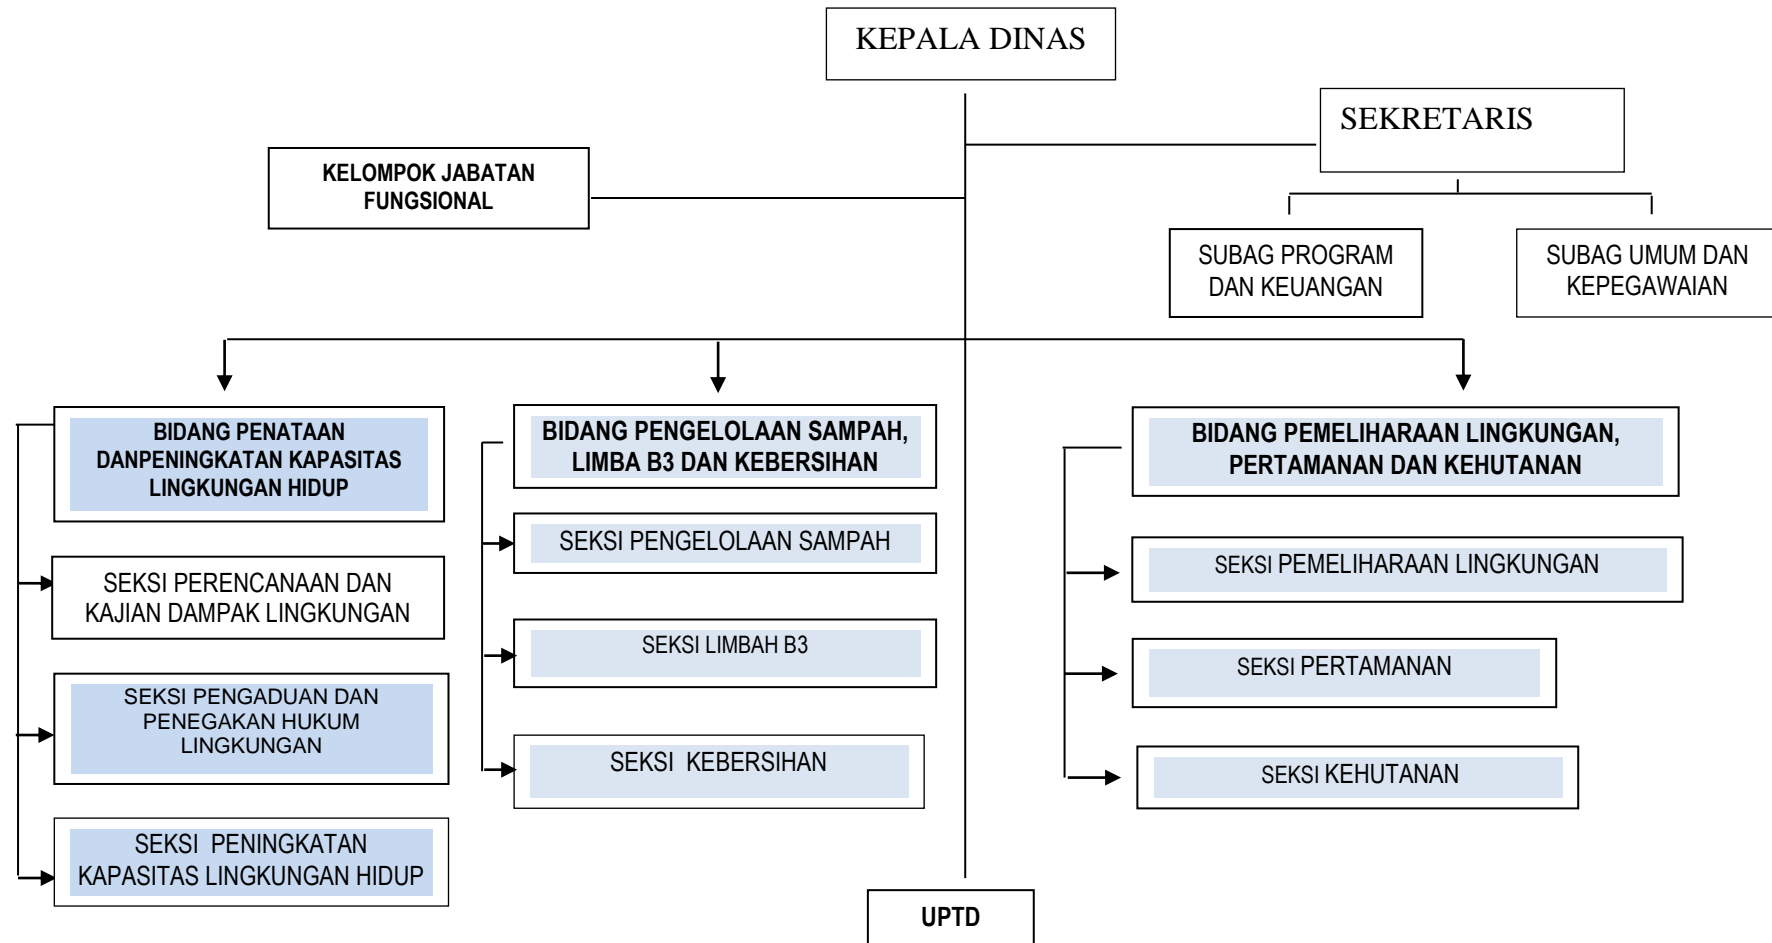 KEPALA DINAS
SEKRETARIS
KELOMPOK JABATAN
FUNGSIONAL
SUBAG PROGRAM
DAN KEUANGAN
SUBAG UMUM DAN
KEPEGAWAIAN
BIDANG PENATAAN
DANPENINGKATAN KAPASITAS
LINGKUNGAN HIDUP
SEKSI PERENCANAAN DAN
KAJIAN DAMPAK LINGKUNGAN
SEKSI PENGADUAN DAN
PENEGAKAN HUKUM
LINGKUNGAN
SEKSI PENINGKATAN
KAPASITAS LINGKUNGAN HIDUP
BIDANG PENGELOLAAN SAMPAH,
LIMBA B3 DAN KEBERSIHAN
SEKSI PENGELOLAAN SAMPAH
SEKSI LIMBAH B3
SEKSI KEBERSIHAN
BIDANG PEMELIHARAAN LINGKUNGAN,
PERTAMANAN DAN KEHUTANAN
SEKSI PEMELIHARAAN LINGKUNGAN
SEKSI PERTAMANAN
SEKSI KEHUTANAN
UPTD